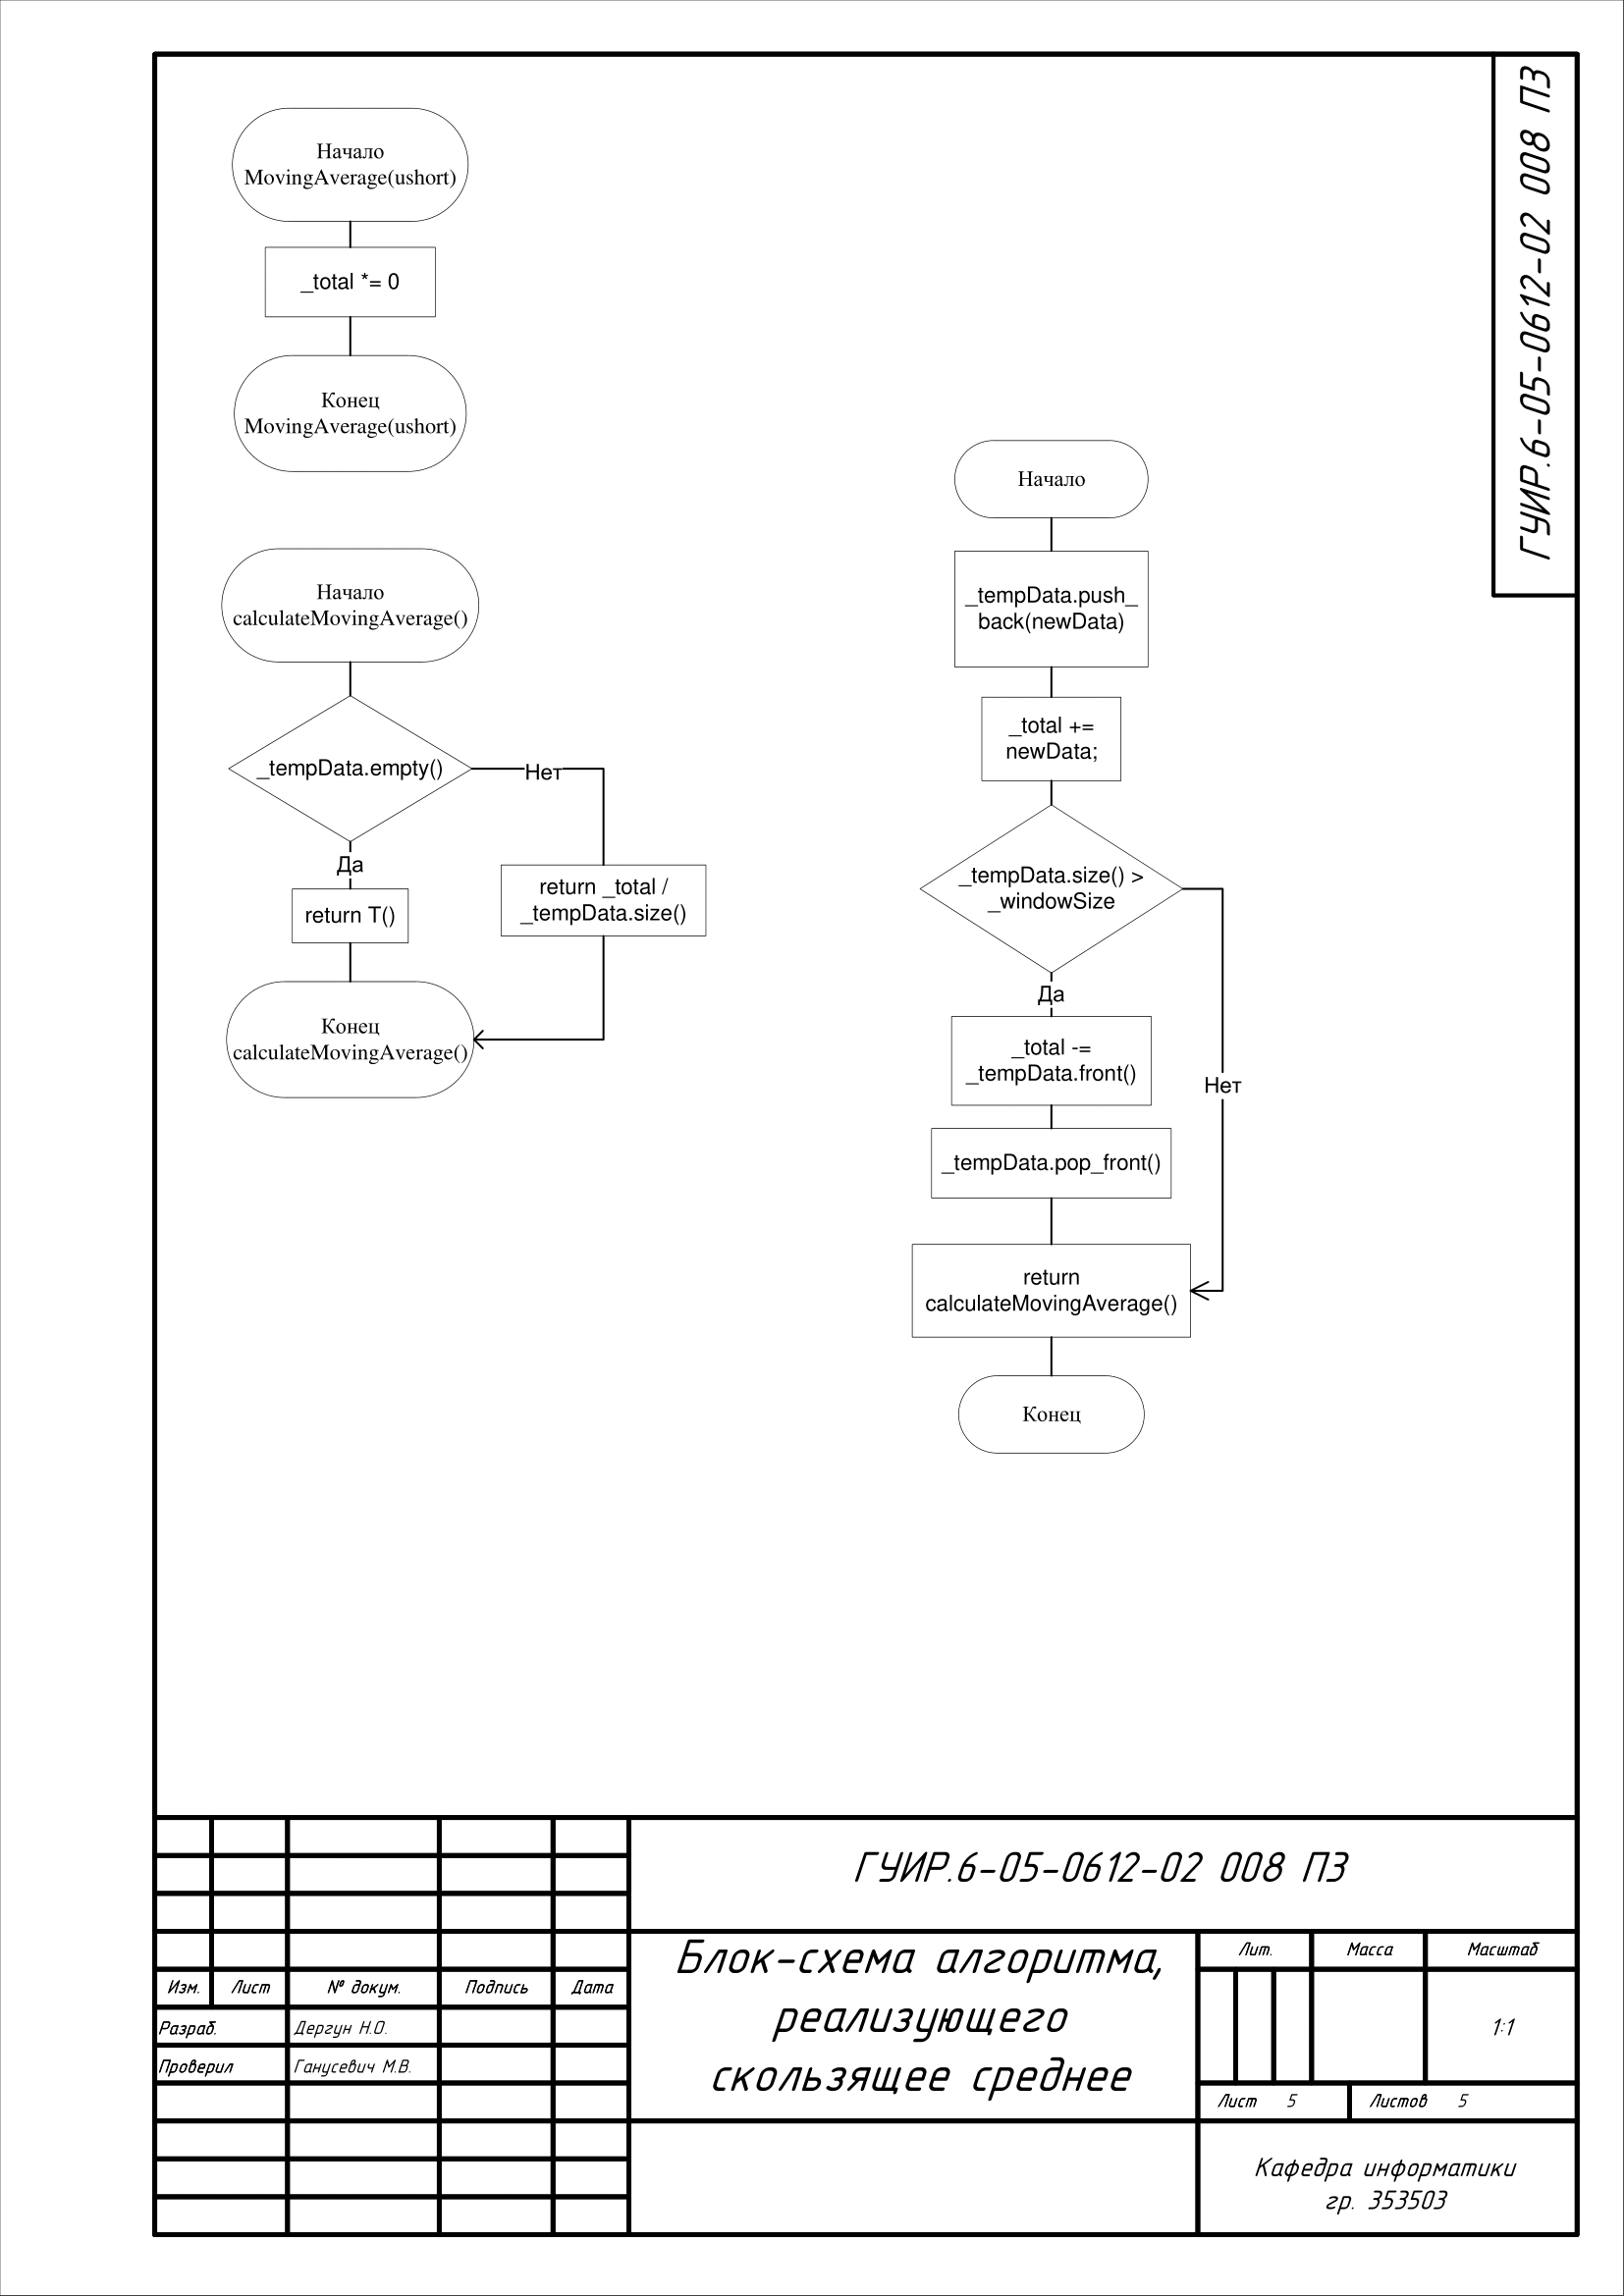 ГУИР.6-05-0612-02 008 ПЗ
Начало
MovingAverage(ushort)
_total *= 0
Конец
MovingAverage(ushort)
Начало
calculateMovingAverage()
_tempData.empty()
Нет
Да
return T()
return _total /
_tempData.size()
Конец
calculateMovingAverage()
Начало
_tempData.push_
back(newData)
_total +=
newData;
_tempData.size() >
_windowSize
Да
_total -=
_tempData.front()
Нет
_tempData.pop_front()
return
calculateMovingAverage()
Конец
ГУИР.6-05-0612-02 008 ПЗ
Блок-схема алгоритма,
реализующего
скользящее среднее
Лит. Масса Масштаб
1:1
Лист 5 Листов 5
Изм. Лист № докум. Подпись Дата
Разраб. Дергун Н.О.
Проверил Ганусевич М.В.
Кафедра информатики
гр. 353503